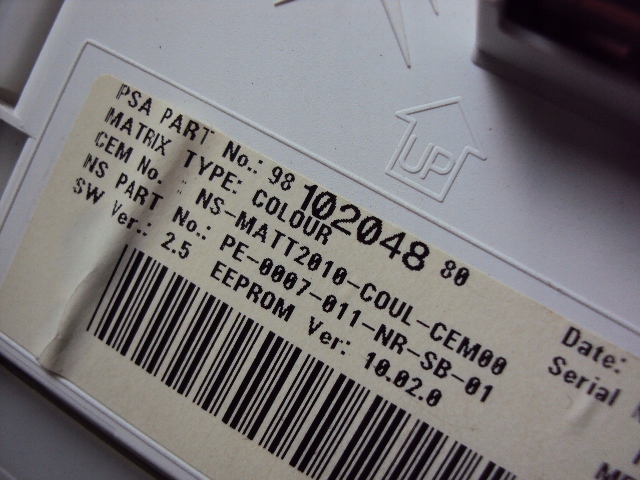 UP
PSA PART No.: 98 102048 80
MATRIX TYPE: COLOUR
CEM No. : NS-MATT2010-COUL-CEM00
NS PART No.: PE-0007-011-NR-SB-01
SW Ver.: 2.5 EEPROM Ver: 10.02.0
Date:
Serial